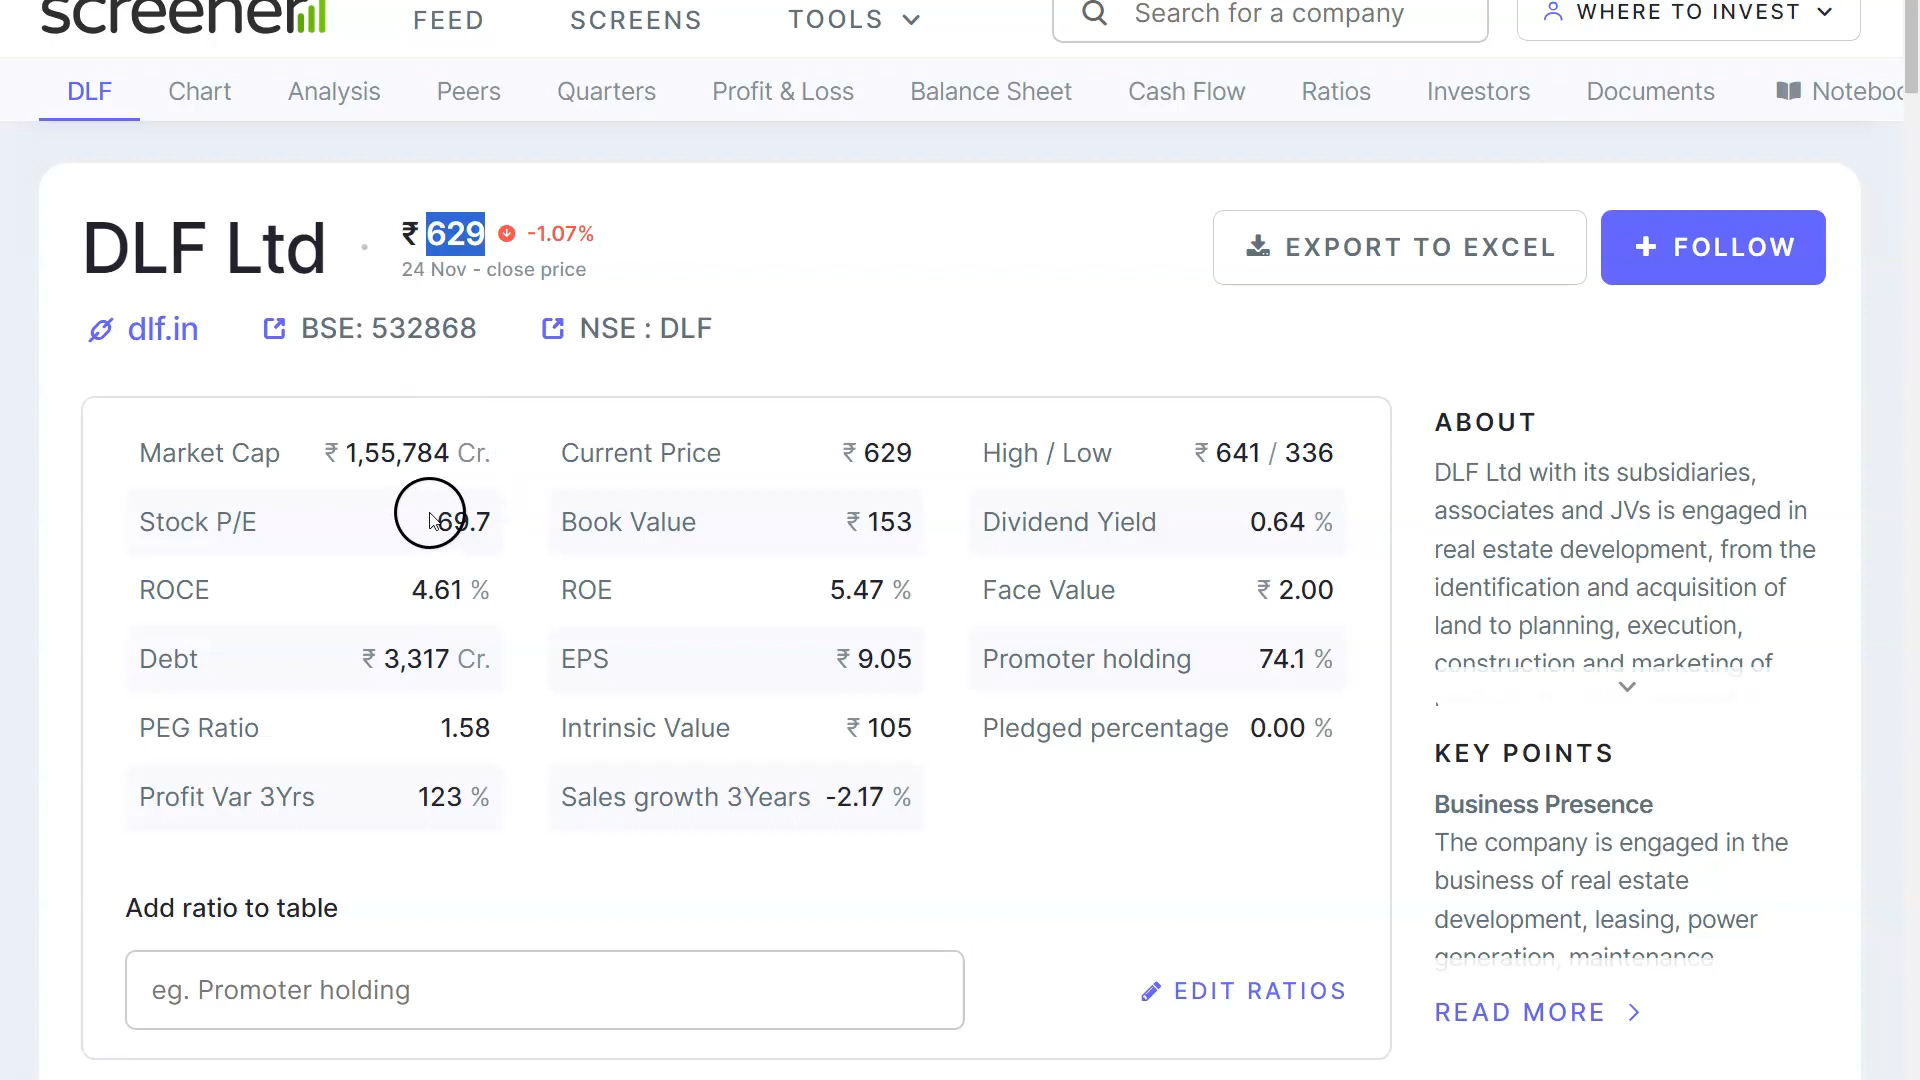 screener
FEED
SCREENS
TOOLS
Search for a company
WHERE TO INVEST
DLF
Chart
Analysis
Peers
Quarters
Profit & Loss
Balance Sheet
Cash Flow
Ratios
Investors
Documents
DLF Ltd
₹ 629 -1.07%
24 Nov - close price
EXPORT TO EXCEL
+ FOLLOW
dlf.in
BSE: 532868
NSE : DLF
Market Cap ₹ 1,55,784 Cr.
Current Price ₹ 629
High / Low ₹ 641 / 336
Stock P/E 69.7
Book Value ₹ 153
Dividend Yield 0.64 %
ROCE 4.61 %
ROE 5.47 %
Face Value ₹ 2.00
Debt ₹ 3,317 Cr.
EPS ₹ 9.05
Promoter holding 74.1 %
PEG Ratio 1.58
Intrinsic Value ₹ 105
Pledged percentage 0.00 %
Profit Var 3Yrs 123 %
Sales growth 3Years -2.17 %
Add ratio to table
eg. Promoter holding
EDIT RATIOS
ABOUT
DLF Ltd with its subsidiaries,
associates and JVs is engaged in
real estate development, from the
identification and acquisition of
land to planning, execution,
construction and marketing of
KEY POINTS
Business Presence
The company is engaged in the
business of real estate
development, leasing, power
generation, maintenance
READ MORE